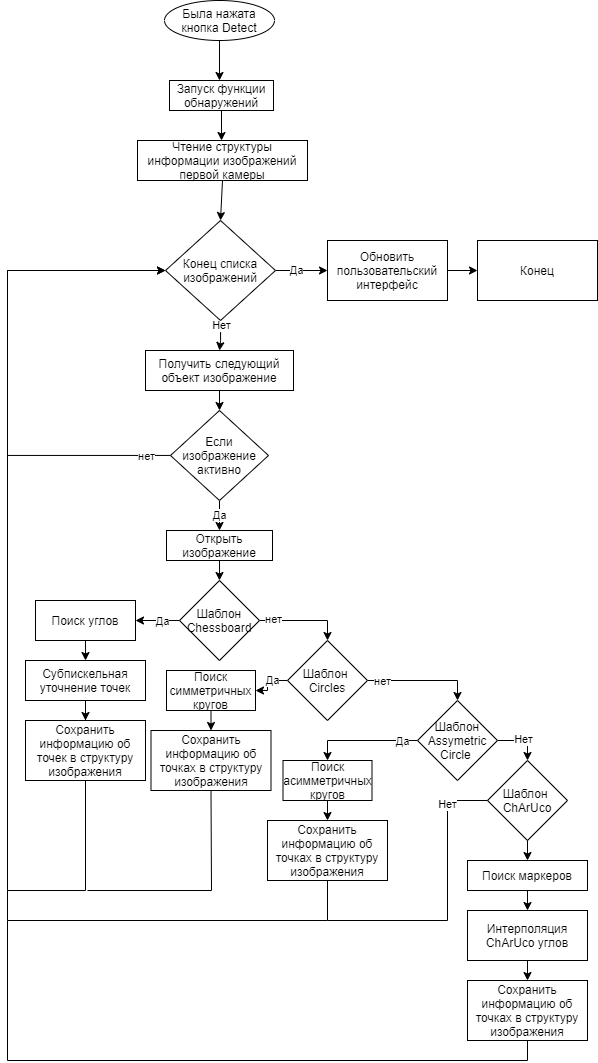 Была нажата
кнопка Detect
Запуск функции
обнаружений
Чтение структуры
информации изображений
первой камеры
Конец списка
изображений
Да
Обновить
пользовательский
интерфейс
Конец
Нет
Получить следующий
объект изображение
Если
изображение
активно
нет
Да
Открыть
изображение
Шаблон
Chessboard
Да
нет
Поиск углов
Субпискельная
уточнение точек
Сохранить
информацию об
точек в структуру
изображения
Шаблон
Circles
Да
нет
Поиск
симметричных
кругов
Сохранить
информацию об
точках в структуру
изображения
Шаблон
Assymetric
Circle
Да
Нет
Поиск
асимметричных
кругов
Сохранить
информацию об
точках в структуру
изображения
Шаблон
ChArUco
Нет
Поиск маркеров
Интерполяция
ChArUco углов
Сохранить
информацию об
точках в структуру
изображения